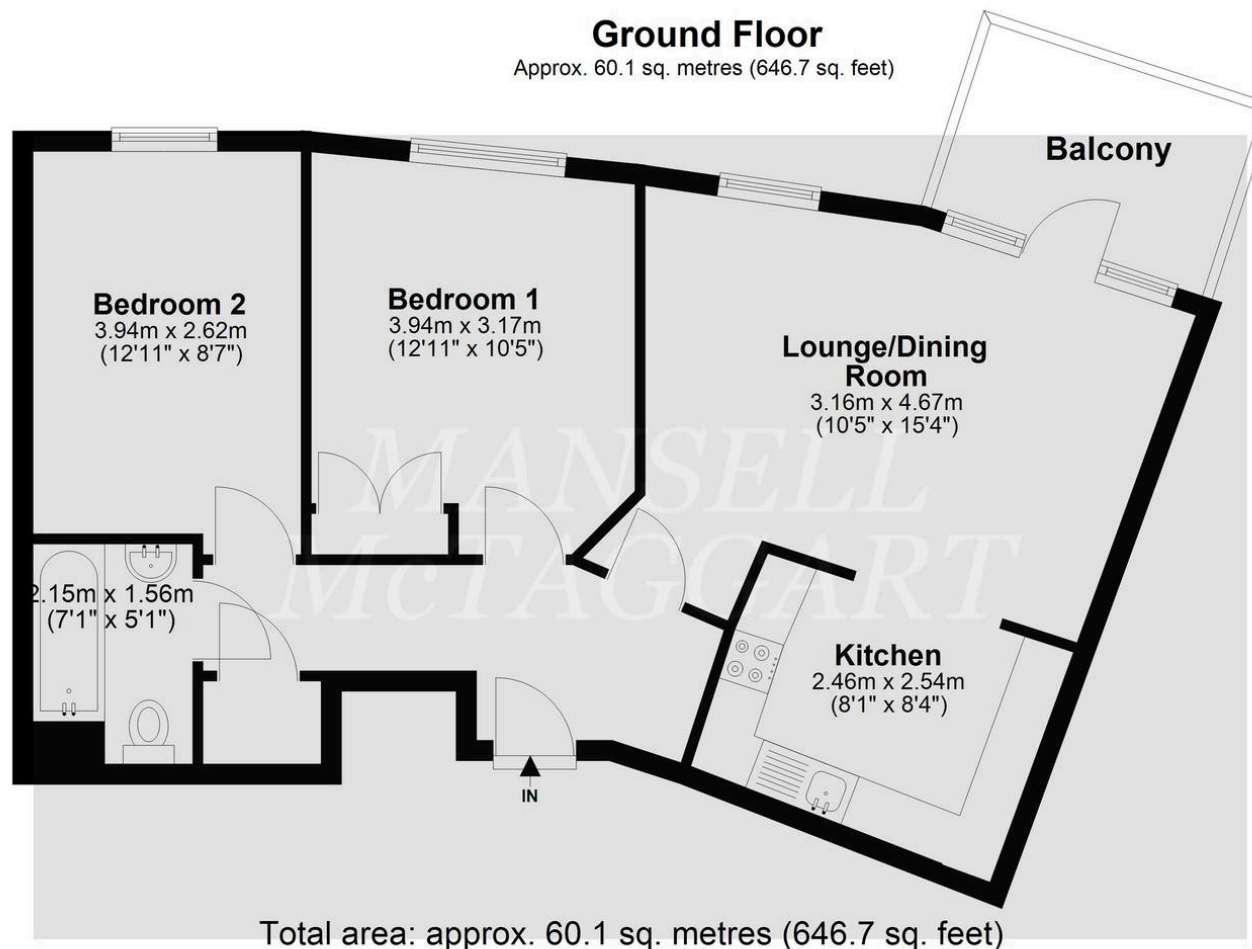 Ground Floor
Approx. 60.1 sq. metres (646.7 sq. feet)
Balcony
Bedroom 2
3.94m x 2.62m
(12'11" x 8'7")
Bedroom 1
3.94m x 3.17m
(12'11" x 10'5")
Lounge/Dining
Room
3.16m x 4.67m
(10'5" x 15'4")
MANSELL
McTAGGART
2.15m x 1.56m
(7'1" x 5'1")
Kitchen
2.46m x 2.54m
(8'1" x 8'4")
IN
Total area: approx. 60.1 sq. metres (646.7 sq. feet)